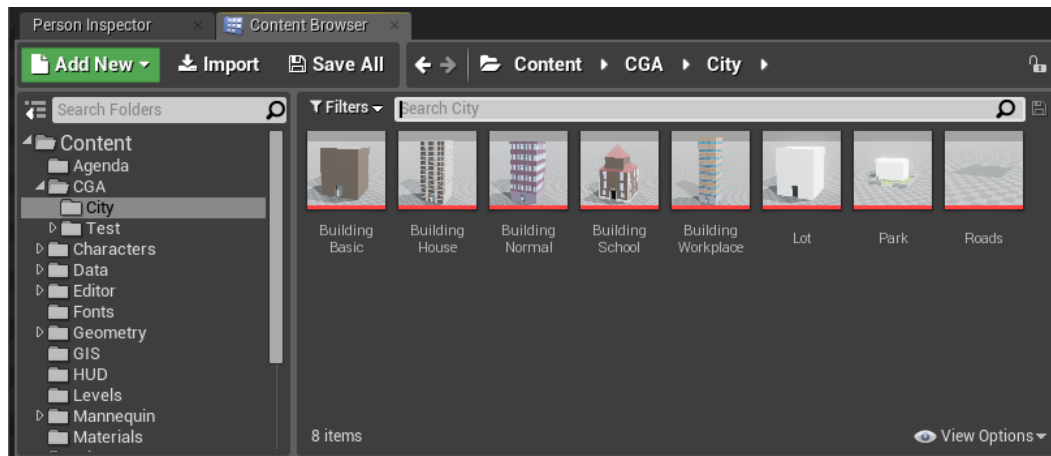 Person Inspector
Content Browser
Add New
Import
Save All
Content
CGA
City
Search Folders
Filters
Search City
Content
Agenda
CGA
City
Test
Characters
Data
Editor
Fonts
Geometry
GIS
HUD
Levels
Mannequin
Materials
Building
Basic
Building
House
Building
Normal
Building
School
Building
Workplace
Lot
Park
Roads
8 items
View Options